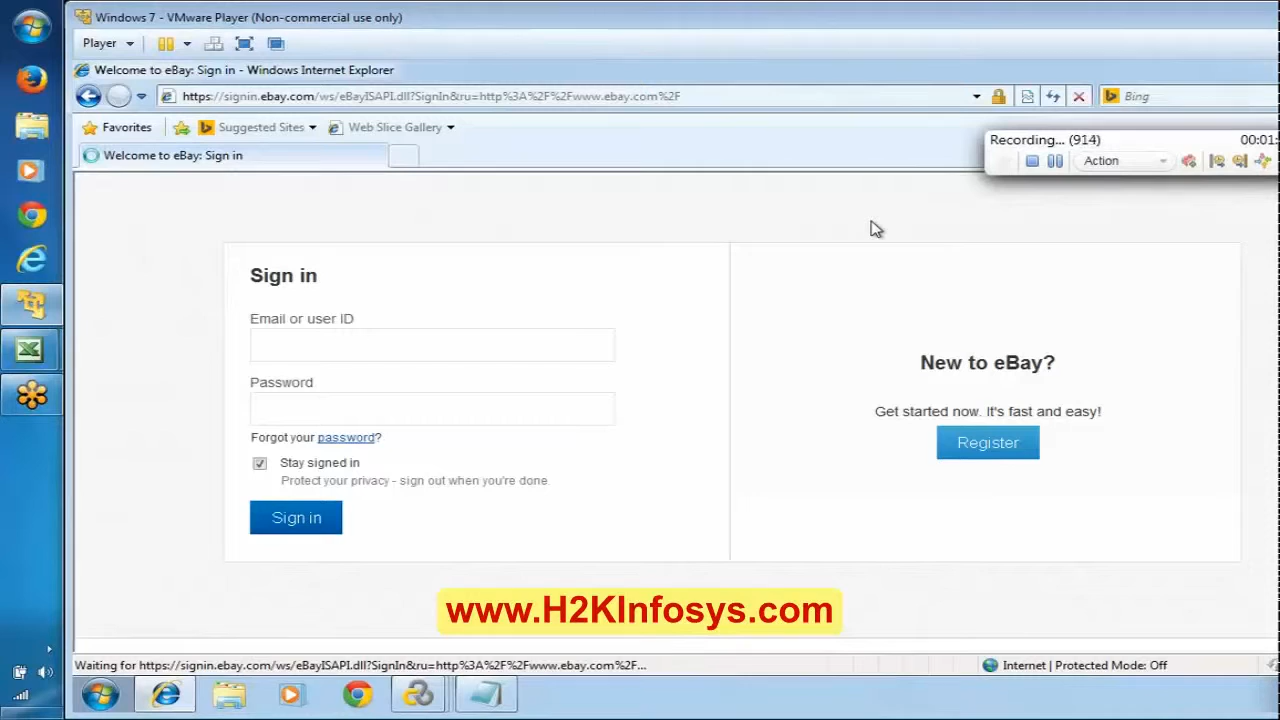 Windows 7 - VMware Player (Non-commercial use only)
Player
Welcome to eBay: Sign in - Windows Internet Explorer
https://signin.ebay.com/ws/eBayISAPI.dll?SignIn&ru=http%3A%2F%2Fwww.ebay.com%2F
Bing
Favorites
Suggested Sites
Web Slice Gallery
Recording... (914)
00:01:
Welcome to eBay: Sign in
Action
Sign in
Email or user ID
New to eBay?
Password
Get started now. It's fast and easy!
Forgot your password?
Register
Stay signed in
Protect your privacy - sign out when you're done
Sign in
www.H2KInfosys.com
Waiting for https://signin.ebay.com/ws/eBayISAPI.dll?SignIn&ru=http%3A%2F%2Fwww.ebay.com%2F...
Internet | Protected Mode: Off